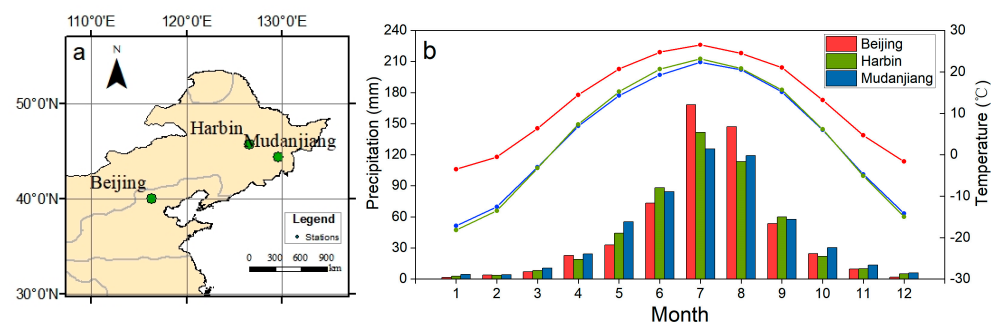 110°0'E 120°0'E 130°0'E
a
N
50°0'N
40°0'N
30°0'N
Harbin
Mudanjiang
Beijing
Legend
Stations
0 300 600 900
km
b
Precipitation (mm)
240
210
180
150
120
90
60
30
0
Beijing
Harbin
Mudanjiang
30
20
10
0
-10
-20
-30
Temperature (℃)
1 2 3 4 5 6 7 8 9 10 11 12
Month